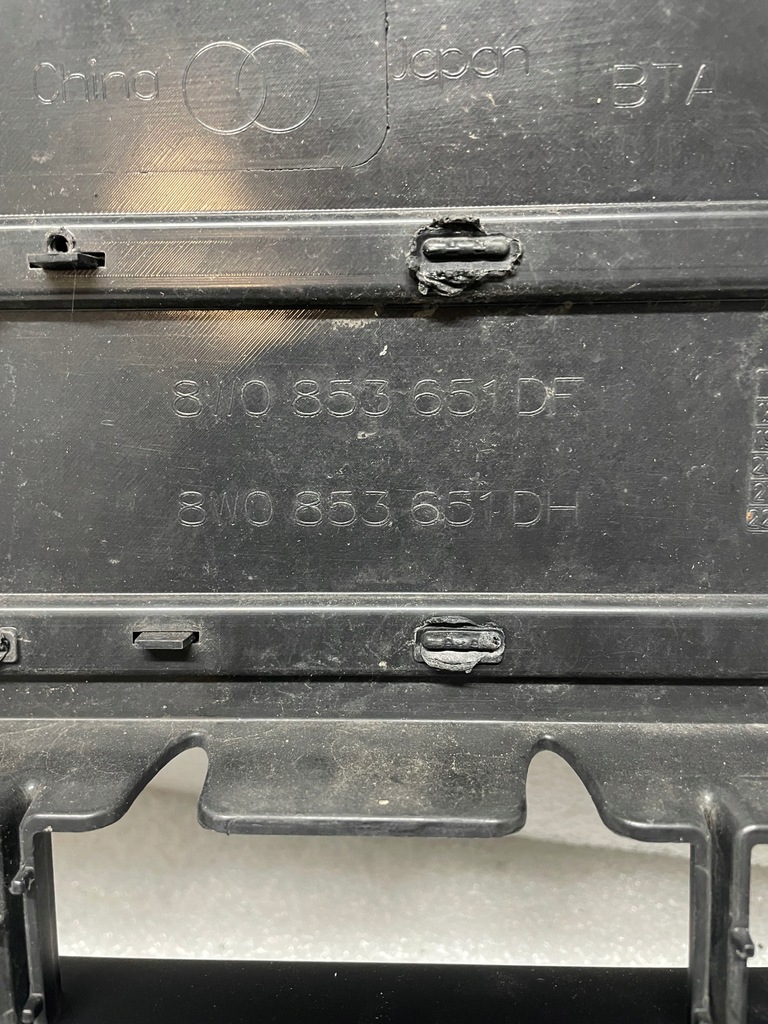 China Japan BTA
8W0 853 651 DF
8W0 853 651 DH